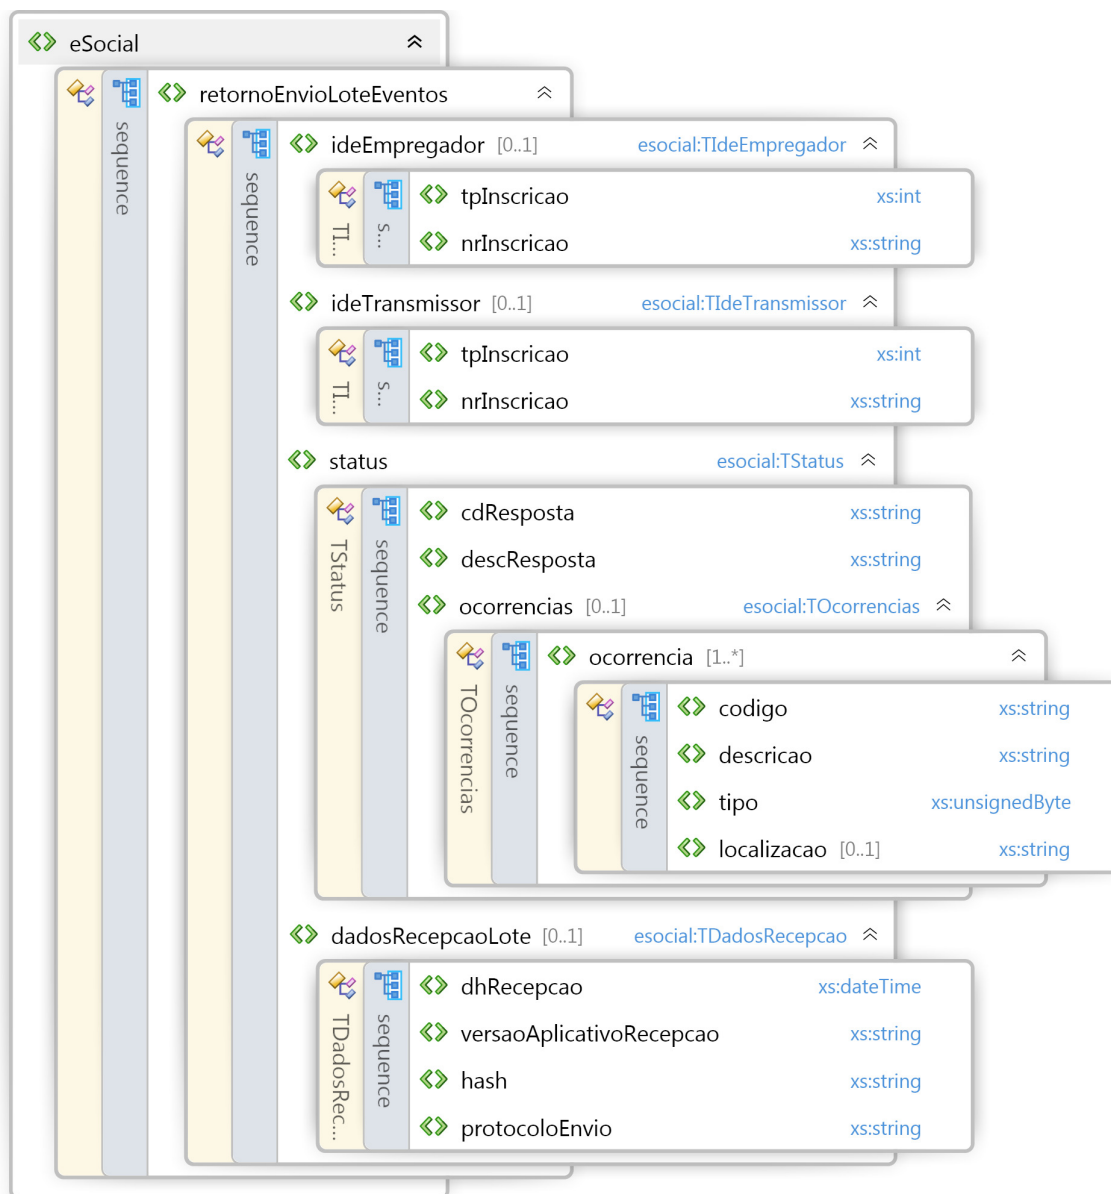 eSocial
sequence
retornoEnvioLoteEventos
sequence
ideEmpregador [0..1] esocial:TIdeEmpregador
TI...
s...
tpInscricao xs:int
nrInscricao xs:string
ideTransmissor [0..1] esocial:TIdeTransmissor
TI...
s...
tpInscricao xs:int
nrInscricao xs:string
status esocial:TStatus
TStatus
sequence
cdResposta xs:string
descResposta xs:string
ocorrencias [0..1] esocial:TOcorrencias
TOcorrencias
sequence
ocorrencia [1..*]
sequence
codigo xs:string
descricao xs:string
tipo xs:unsignedByte
localizacao [0..1] xs:string
dadosRecepcaoLote [0..1] esocial:TDadosRecepcao
TDadosRec...
sequence
dhRecepcao xs:dateTime
versaoAplicativoRecepcao xs:string
hash xs:string
protocoloEnvio xs:string